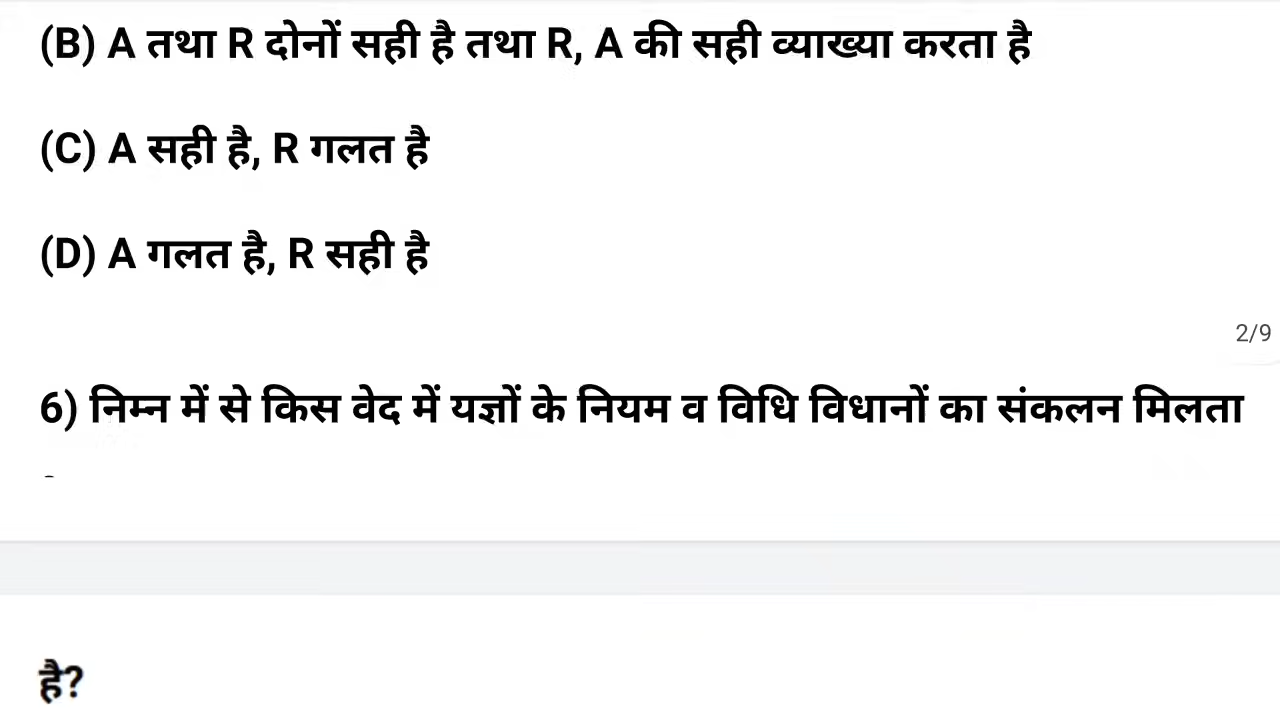 (B) A तथा R दोनों सही है तथा R, A की सही व्याख्या करता है
(C) A सही है, R गलत है
(D) A गलत है, R सही है
2/9
6) निम्न में से किस वेद में यज्ञों के नियम व विधि विधानों का संकलन मिलता
है?